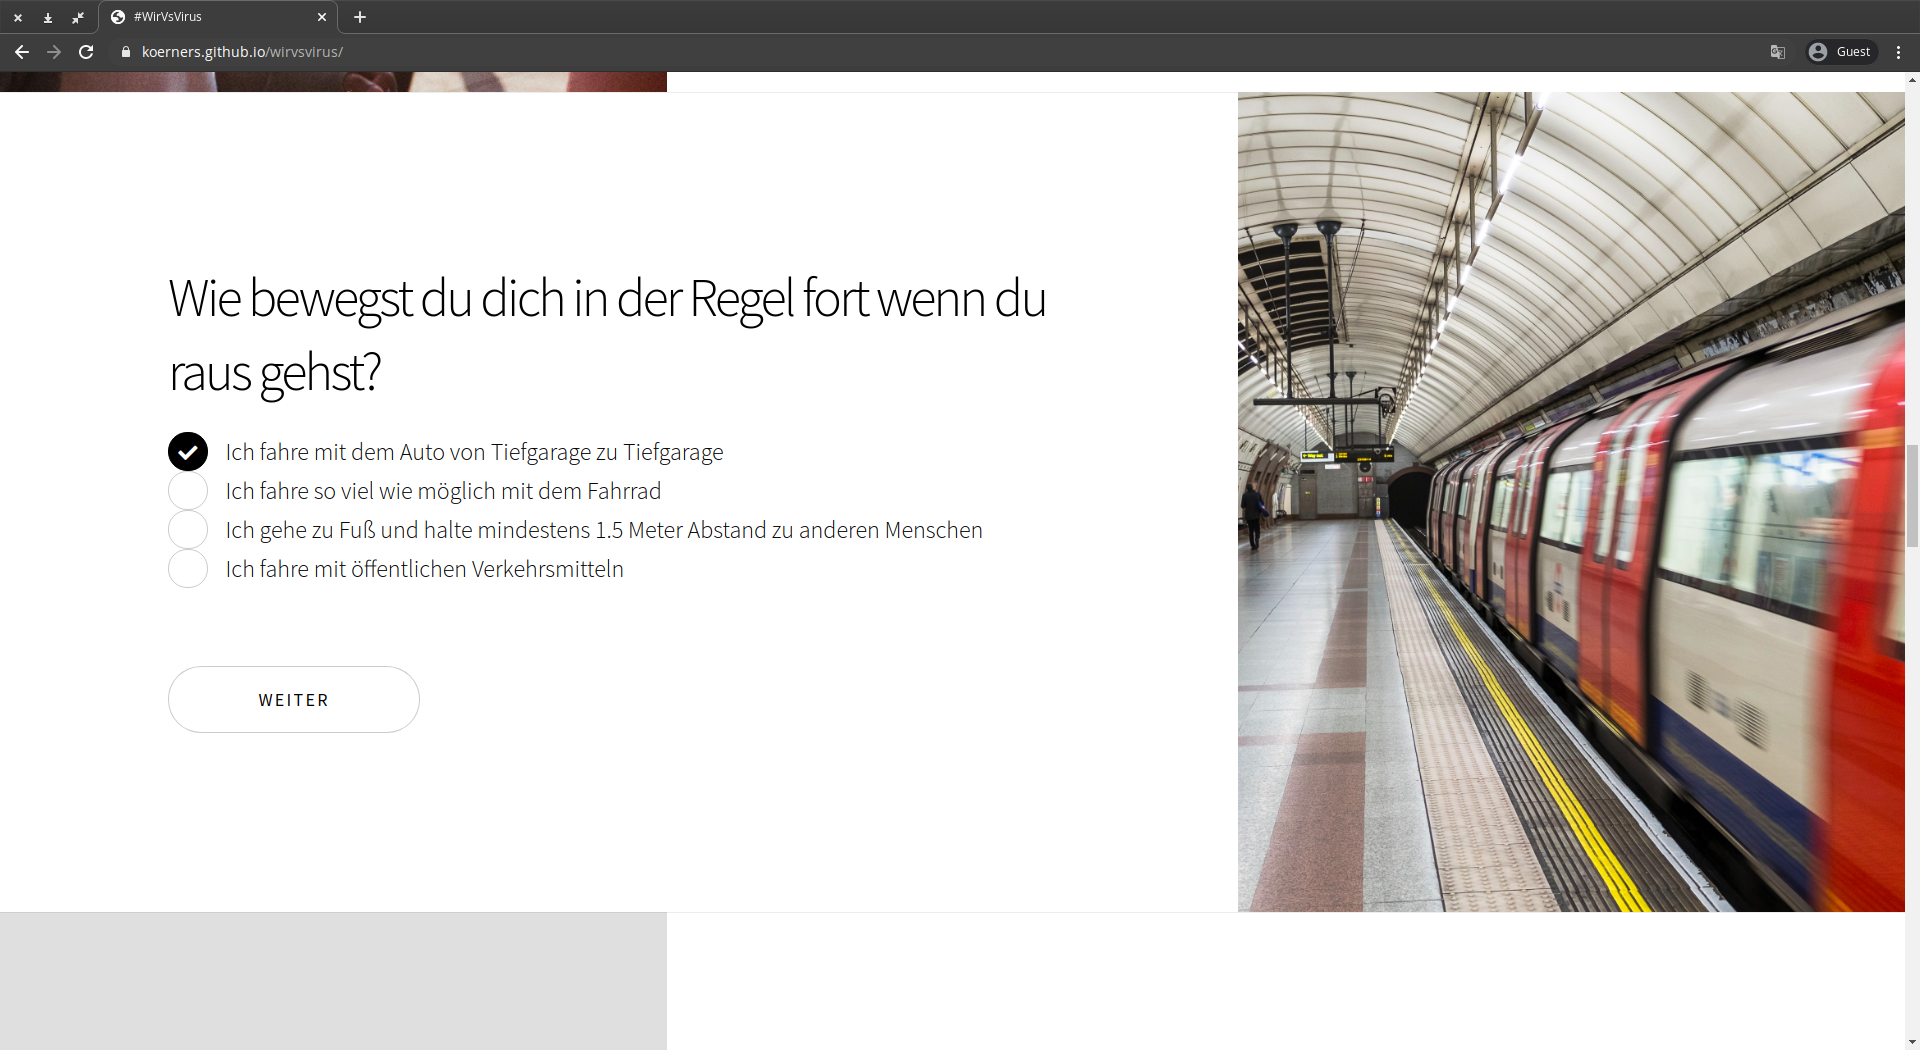 #WirVsVirus
koerners.github.io/wirvsvirus/
Guest
Wie bewegst du dich in der Regel fort wenn du
raus gehst?
Ich fahre mit dem Auto von Tiefgarage zu Tiefgarage
Ich fahre so viel wie möglich mit dem Fahrrad
Ich gehe zu Fuß und halte mindestens 1.5 Meter Abstand zu anderen Menschen
Ich fahre mit öffentlichen Verkehrsmitteln
WEITER